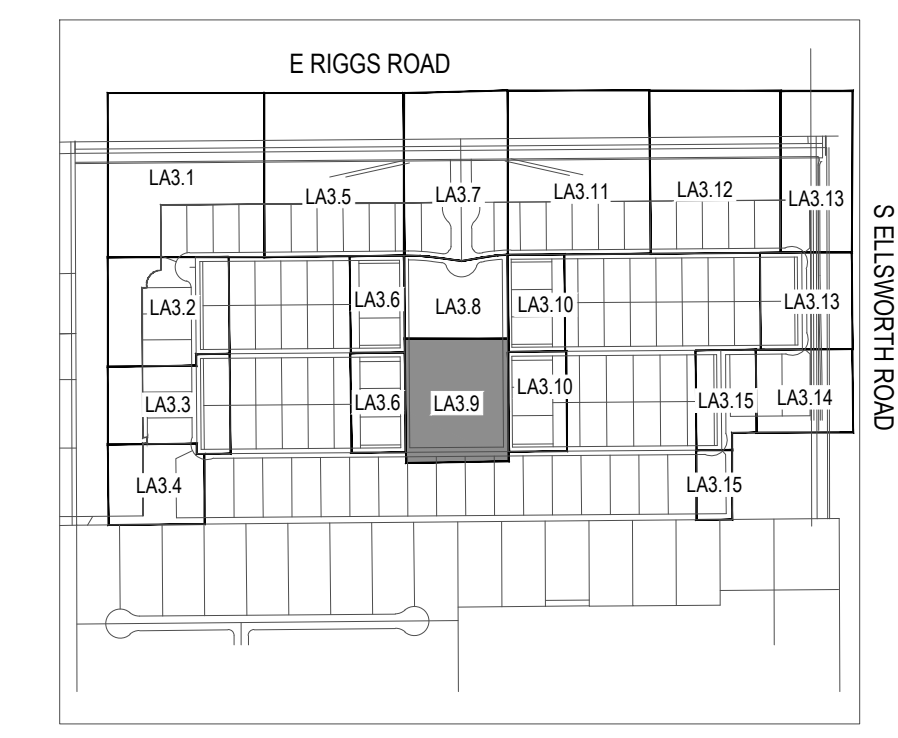 E RIGGS ROAD
LA3.1
LA3.5
LA3.7
LA3.11
LA3.12
LA3.13
S ELLSWORTH ROAD
LA3.2
LA3.6
LA3.8
LA3.10
LA3.13
LA3.3
LA3.6
LA3.9
LA3.10
LA3.15
LA3.14
LA3.4
LA3.15